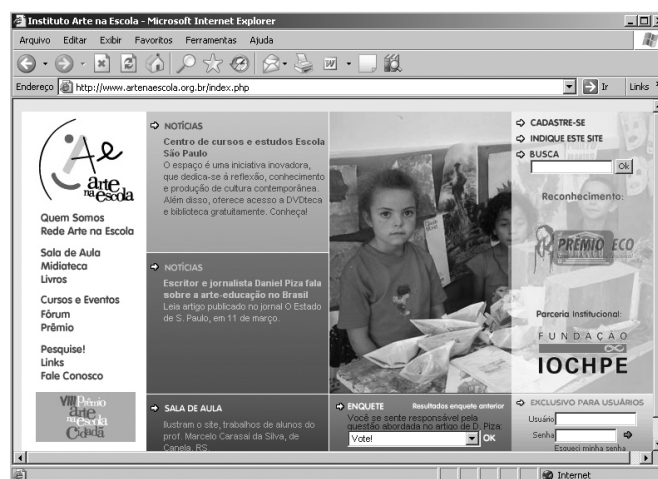 Instituto Arte na Escola - Microsoft Internet Explorer
Arquivo Editar Exibir Favoritos Ferramentas Ajuda
Endereço http://www.artenaescola.org.br/index.php Ir Links
Ae
arte
na escola
Quem Somos
Rede Arte na Escola
Sala de Aula
Midiateca
Livros
Cursos e Eventos
Fórum
Prêmio
Pesquise!
Links
Fale Conosco
VIII Prêmio
arte
na escola
Cidadã
NOTÍCIAS
Centro de cursos e estudos Escola
São Paulo
O espaço é uma iniciativa inovadora,
que dedica-se à reflexão, conhecimento
e produção de cultura contemporânea.
Além disso, oferece acesso a DVDteca
e biblioteca gratuitamente. Conheça!
NOTÍCIAS
Escritor e jornalista Daniel Piza fala
sobre a arte-educação no Brasil
Leia artigo publicado no jornal O Estado
de S. Paulo, em 11 de março.
SALA DE AULA
Ilustram o site, trabalhos de alunos do
prof. Marcelo Carasai da Silva, de
Canela, RS.
ENQUETE Resultados enquete anterior
Você se sente responsável pela
questão abordada no artigo de D. Piza:
Vote! OK
CADASTRE-SE
INDIQUE ESTE SITE
BUSCA
Ok
Reconhecimento:
PRÊMIO ECO
Parceria Institucional:
FUNDAÇÃO
IOCHPE
EXCLUSIVO PARA USUÁRIOS
Usuário
Senha
Esqueci minha senha
Internet